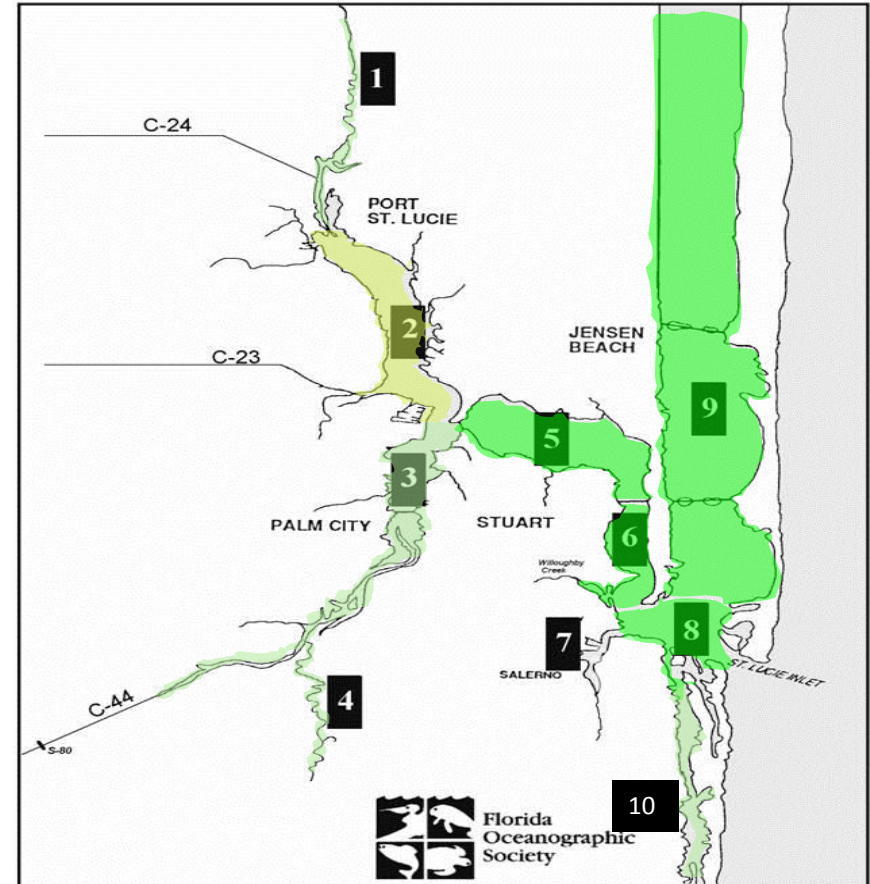 1
C-24
PORT
ST. LUCIE
2
JENSEN
BEACH
C-23
9
5
3
PALM CITY
STUART
6
Willoughby
Creek
7
8
SALERNO
ST. LUCIE INLET
C-44
4
S-80
10
Florida
Oceanographic
Society